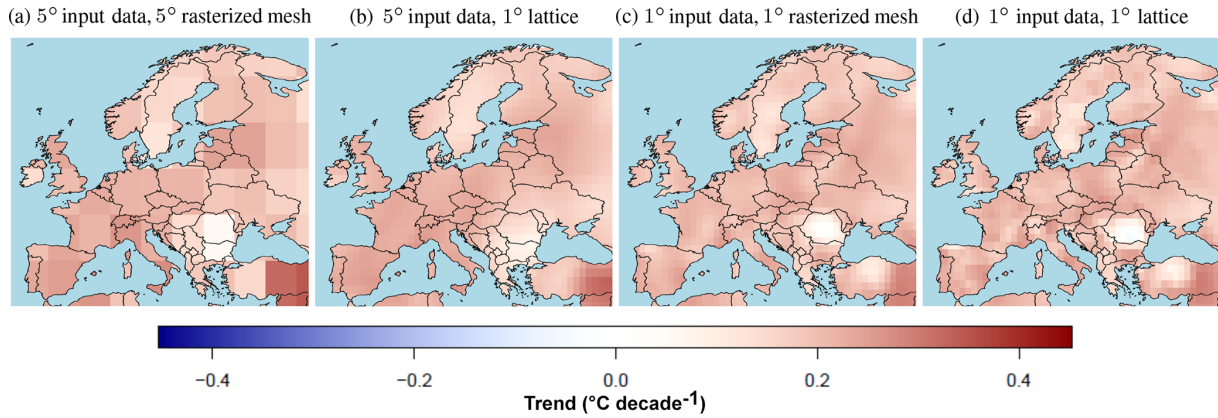 (a) 5° input data, 5° rasterized mesh
(b) 5° input data, 1° lattice
(c) 1° input data, 1° rasterized mesh
(d) 1° input data, 1° lattice
−0.4 −0.2 0.0 0.2 0.4
Trend (°C decade⁻¹)